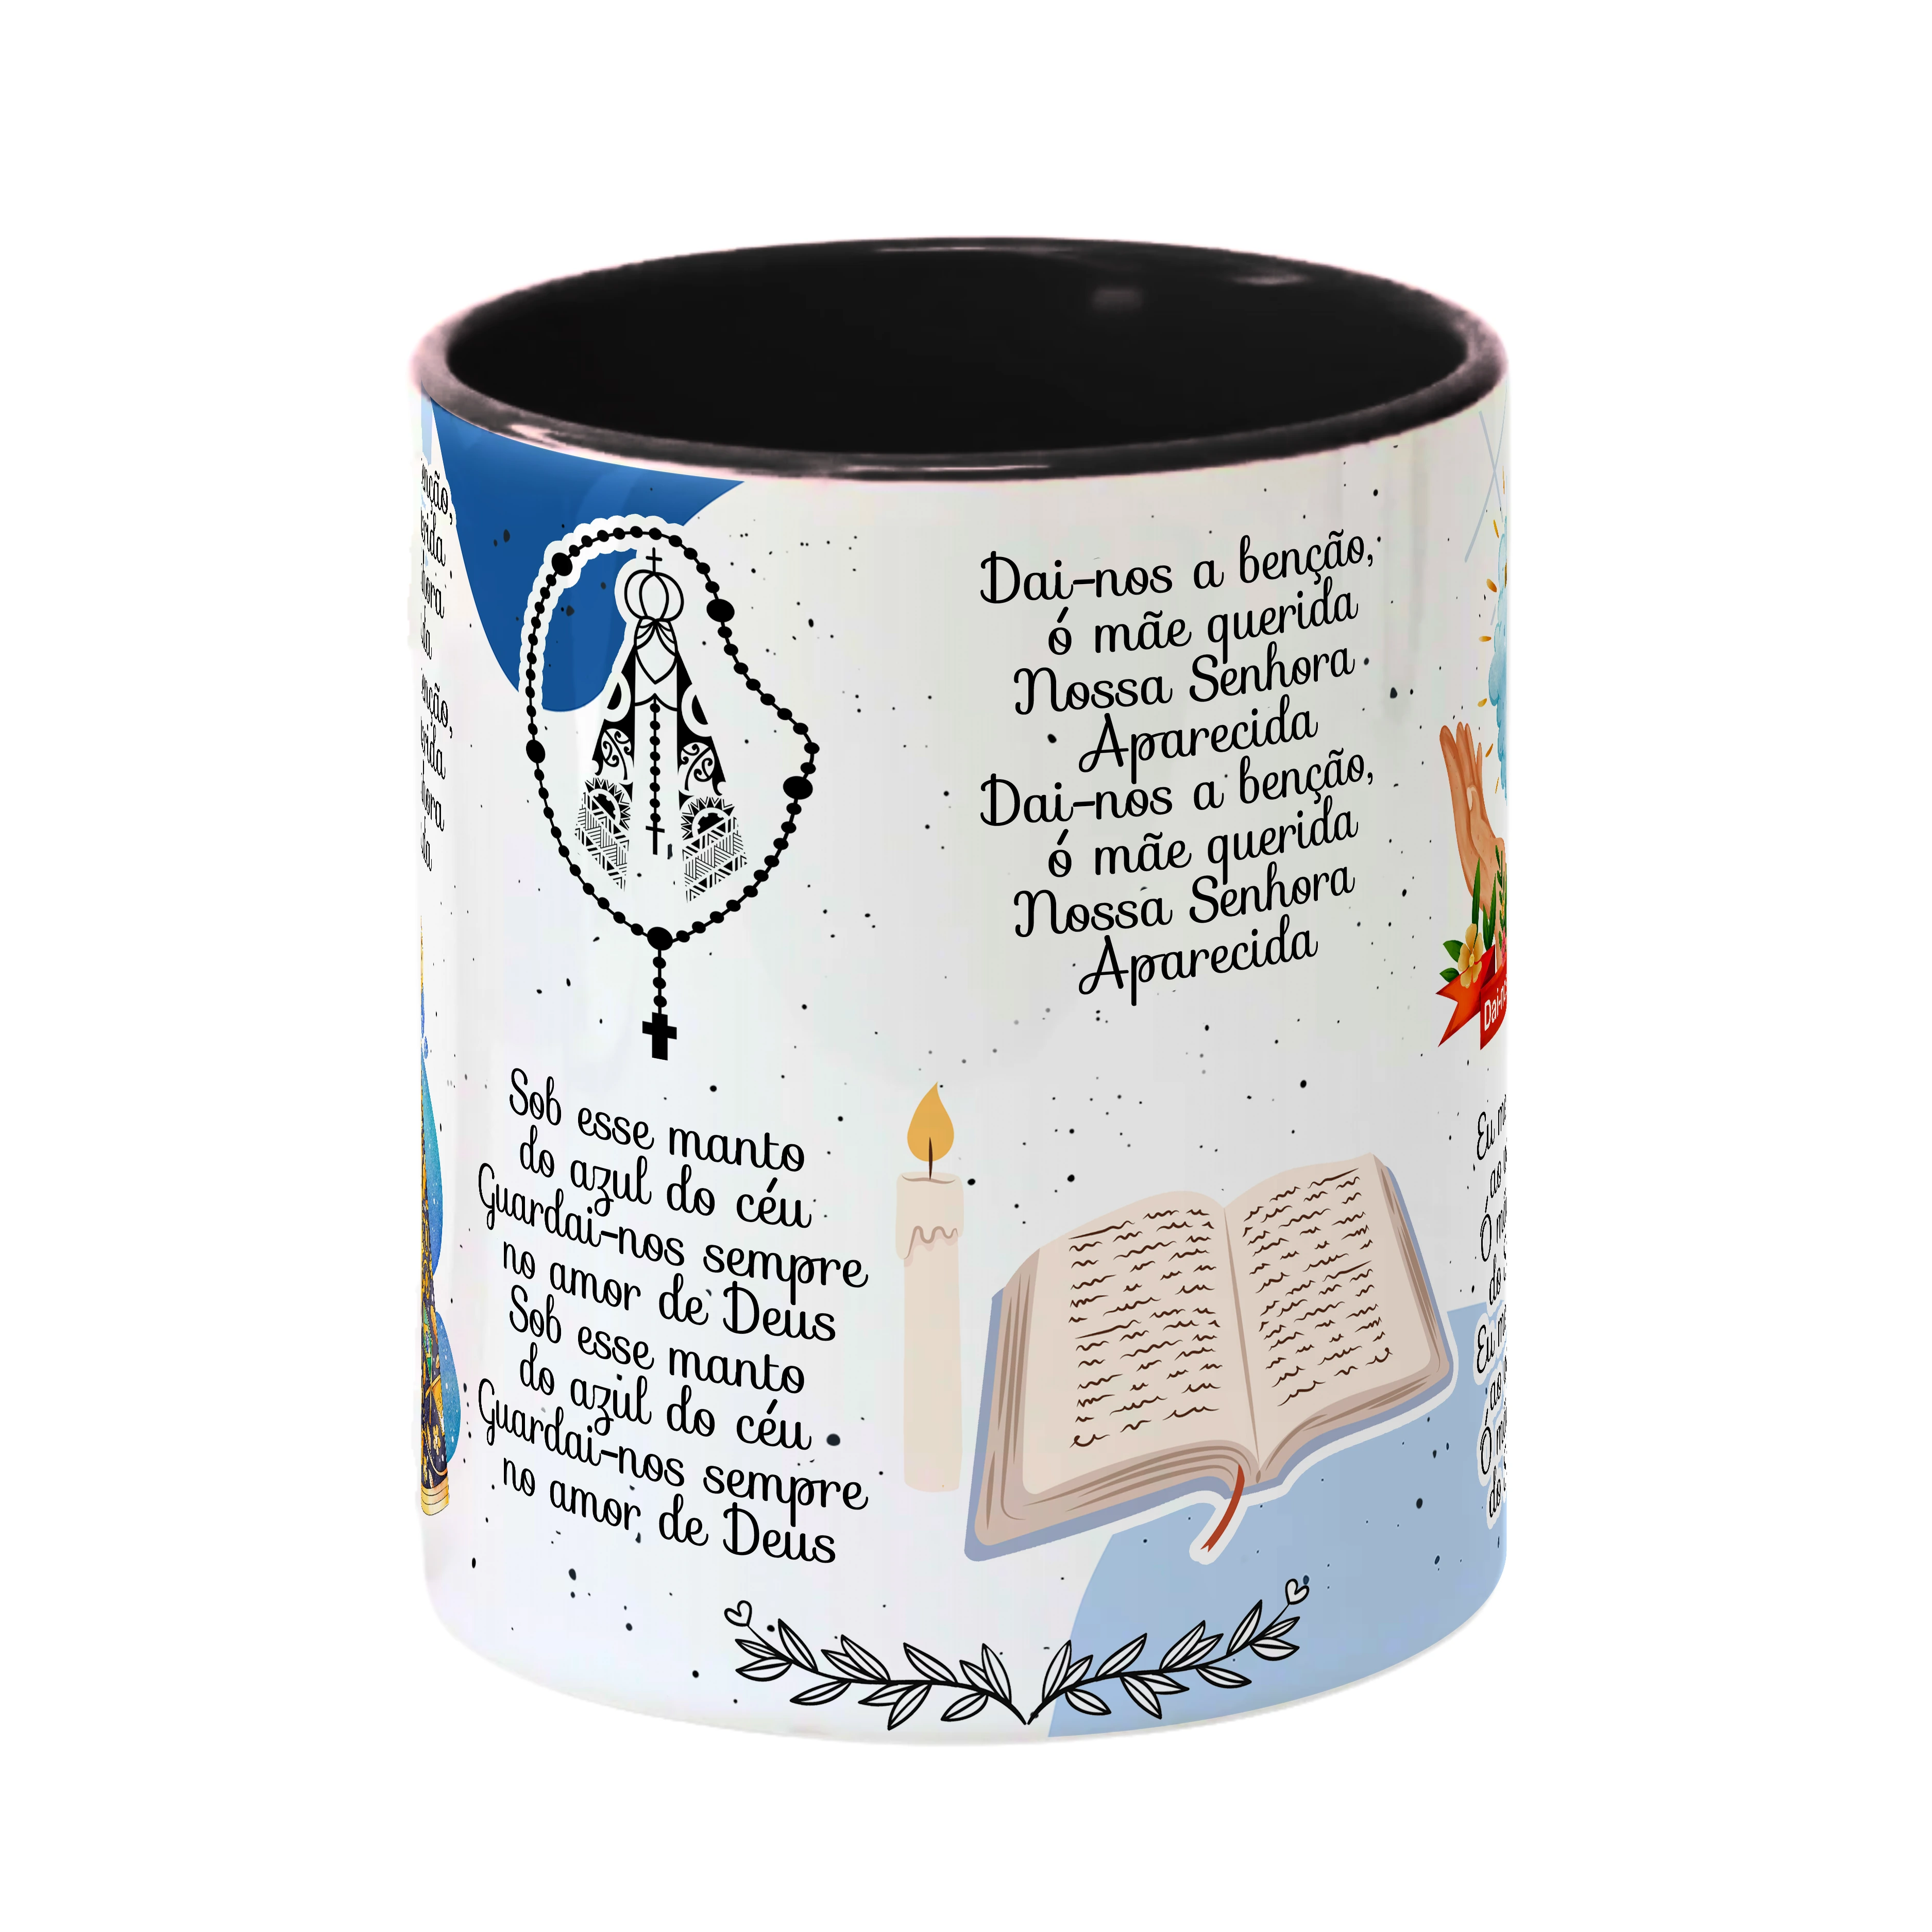 Dai-nos a benção,
ó mãe querida
Nossa Senhora
Aparecida
Dai-nos a benção,
ó mãe querida
Nossa Senhora
Aparecida
Sob esse manto
do azul do céu
Guardai-nos sempre
no amor de Deus
Sob esse manto
do azul do céu
Guardai-nos sempre
no amor de Deus
Eu
Eu